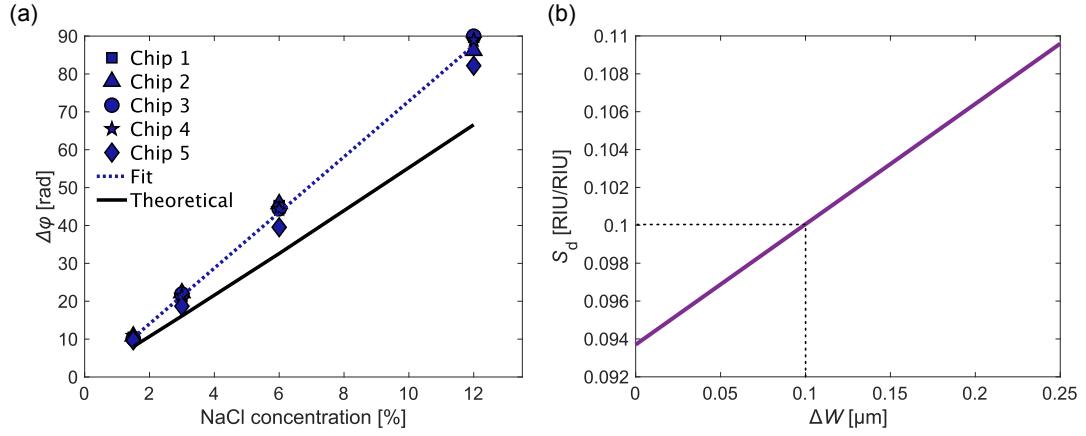 (a)
Δφ [rad]
90
80
70
60
50
40
30
20
10
0
Chip 1
Chip 2
Chip 3
Chip 4
Chip 5
Fit
Theoretical
0 2 4 6 8 10 12
NaCl concentration [%]
(b)
S_d [RIU/RIU]
0.11
0.108
0.106
0.104
0.102
0.1
0.098
0.096
0.094
0.092
0 0.05 0.1 0.15 0.2 0.25
ΔW [μm]